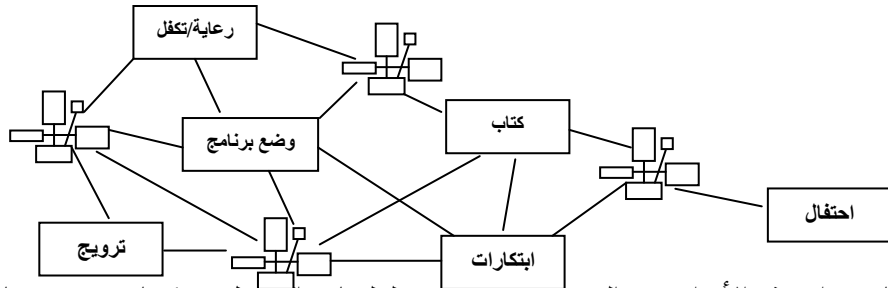 رعاية/تكفل
كتاب
وضع برنامج
احتفال
ترويج
ابتكارات